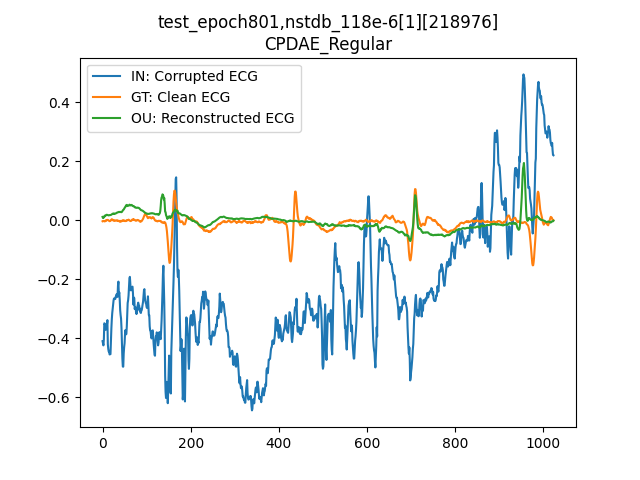 test_epoch801,nstdb_118e-6[1][218976]
CPDAE_Regular
IN: Corrupted ECG
GT: Clean ECG
OU: Reconstructed ECG
0.4
0.2
0.0
−0.2
−0.4
−0.6
0 200 400 600 800 1000